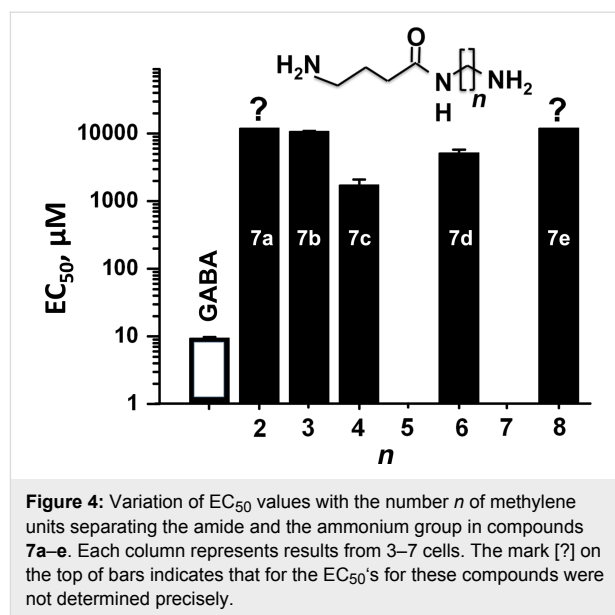 O
H₂N
N
H
n
NH₂
? ?
10000
1000
100
10
1
EC₅₀, µM
GABA
7a 7b 7c 7d 7e
2 3 4 5 6 7 8
n
Figure 4: Variation of EC₅₀ values with the number n of methylene
units separating the amide and the ammonium group in compounds
7a–e. Each column represents results from 3–7 cells. The mark [?] on
the top of bars indicates that for the EC₅₀‘s for these compounds were
not determined precisely.